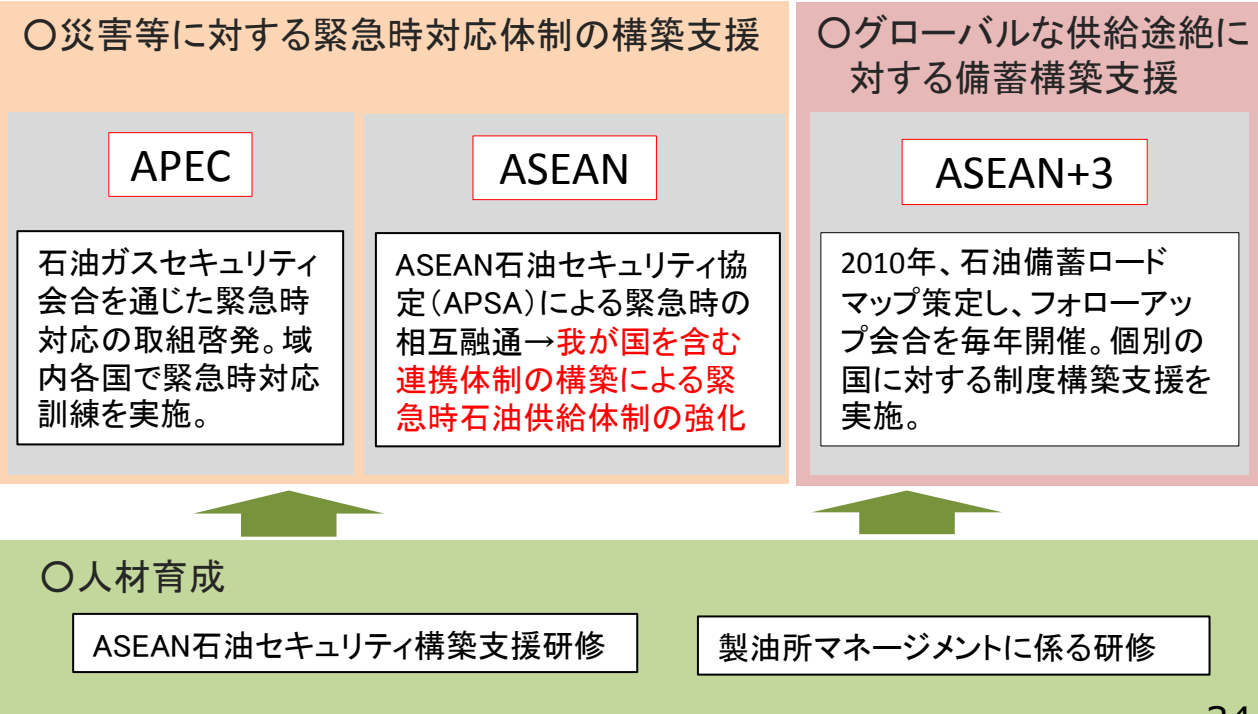 〇災害等に対する緊急時対応体制の構築支援
APEC
石油ガスセキュリティ
会合を通じた緊急時
対応の取組啓発。域
内各国で緊急時対応
訓練を実施。
ASEAN
ASEAN石油セキュリティ協
定(APSA)による緊急時の
相互融通→我が国を含む
連携体制の構築による緊
急時石油供給体制の強化
〇グローバルな供給途絶に
対する備蓄構築支援
ASEAN+3
2010年、石油備蓄ロード
マップ策定し、フォローアッ
プ会合を毎年開催。個別の
国に対する制度構築支援を
実施。
〇人材育成
ASEAN石油セキュリティ構築支援研修
製油所マネージメントに係る研修